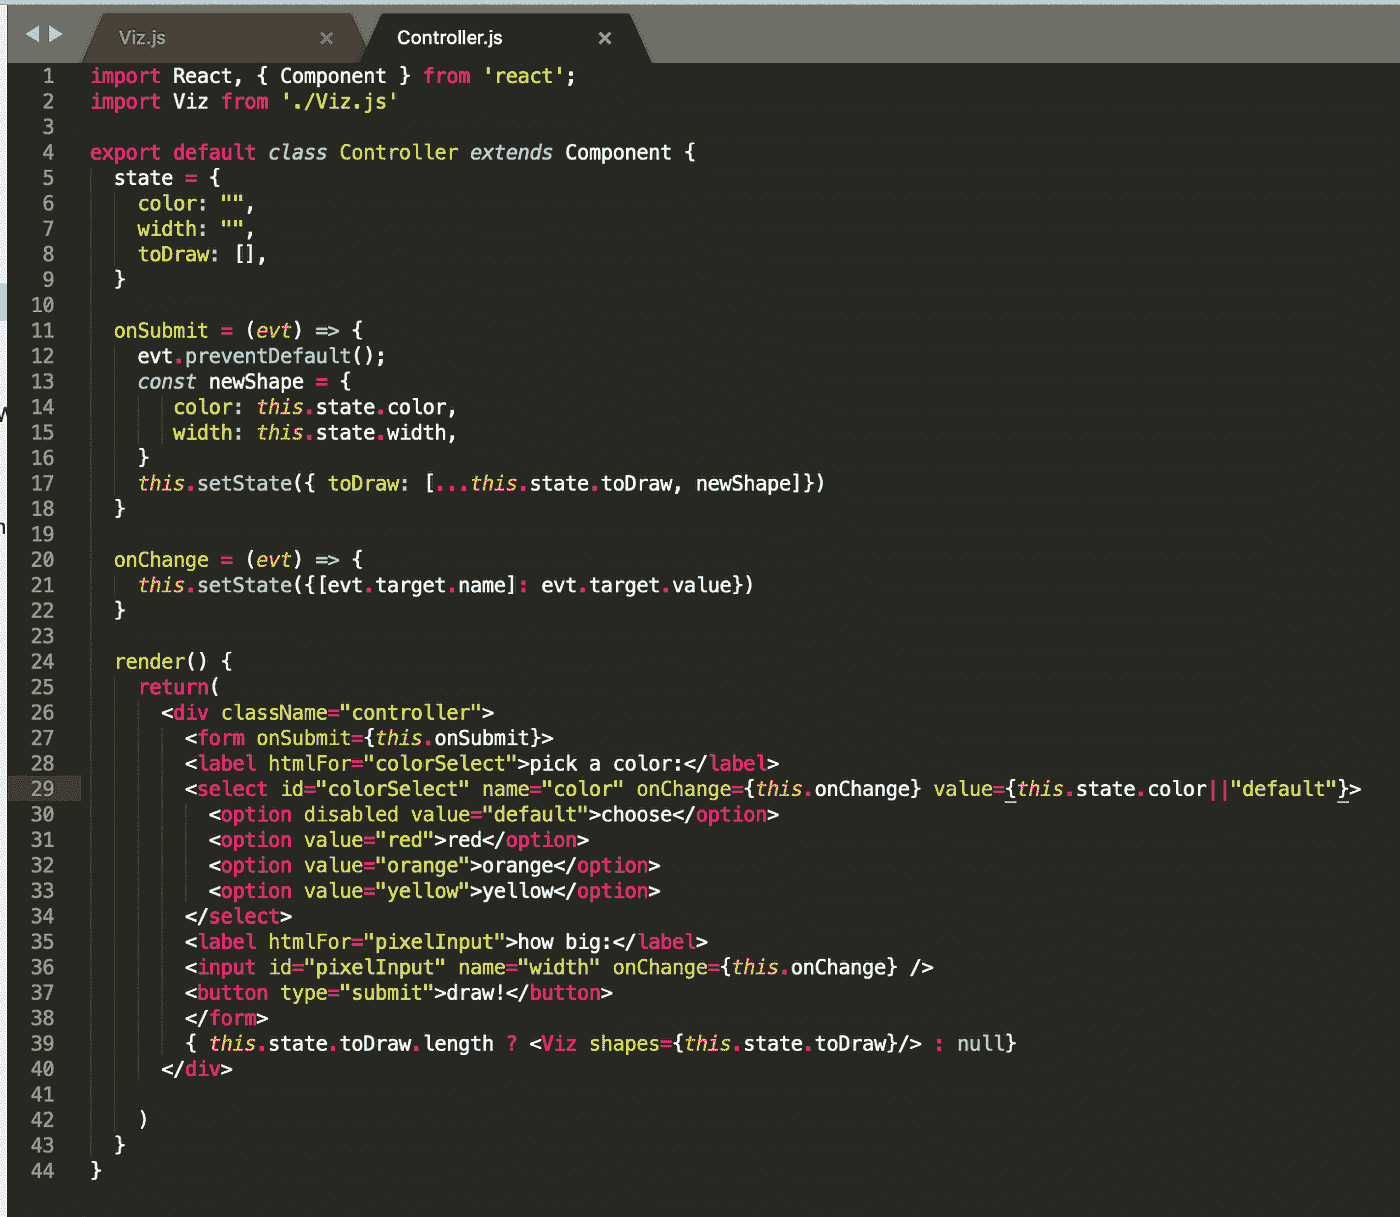 Viz.js × Controller.js ×
1 import React, { Component } from 'react';
2 import Viz from './Viz.js'
3
4 export default class Controller extends Component {
5   state = {
6     color: "",
7     width: "",
8     toDraw: [],
9   }
10
11   onSubmit = (evt) => {
12     evt.preventDefault();
13     const newShape = {
14        color: this.state.color,
15        width: this.state.width,
16     }
17     this.setState({ toDraw: [...this.state.toDraw, newShape]})
18   }
19
20   onChange = (evt) => {
21     this.setState({[evt.target.name]: evt.target.value})
22   }
23
24   render() {
25     return(
26       <div className="controller">
27         <form onSubmit={this.onSubmit}>
28         <label htmlFor="colorSelect">pick a color:</label>
29         <select id="colorSelect" name="color" onChange={this.onChange} value={this.state.color||"default"}>
30           <option disabled value="default">choose</option>
31           <option value="red">red</option>
32           <option value="orange">orange</option>
33           <option value="yellow">yellow</option>
34         </select>
35         <label htmlFor="pixelInput">how big:</label>
36         <input id="pixelInput" name="width" onChange={this.onChange} />
37         <button type="submit">draw!</button>
38         </form>
39         { this.state.toDraw.length ? <Viz shapes={this.state.toDraw}/> : null}
40       </div>
41
42     )
43   }
44 }